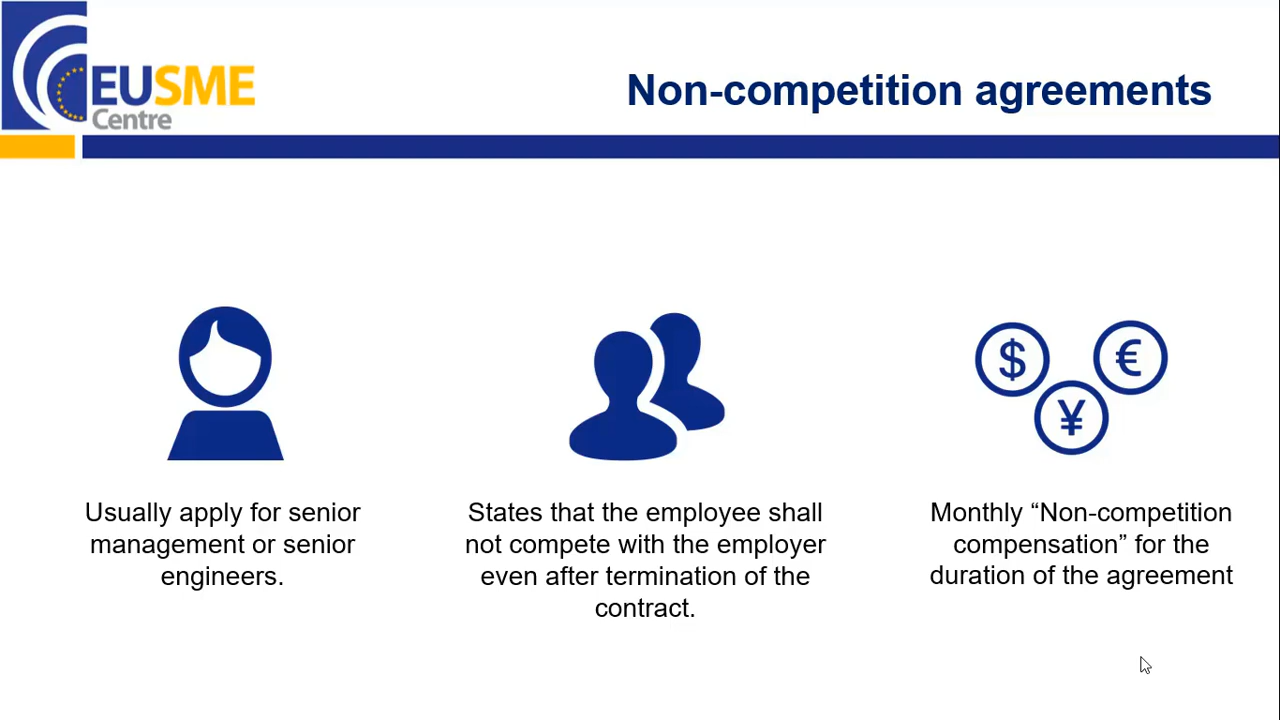 EUSME
Centre
Non-competition agreements
$
€
¥
Usually apply for senior
management or senior
engineers.
States that the employee shall
not compete with the employer
even after termination of the
contract.
Monthly “Non-competition
compensation” for the
duration of the agreement